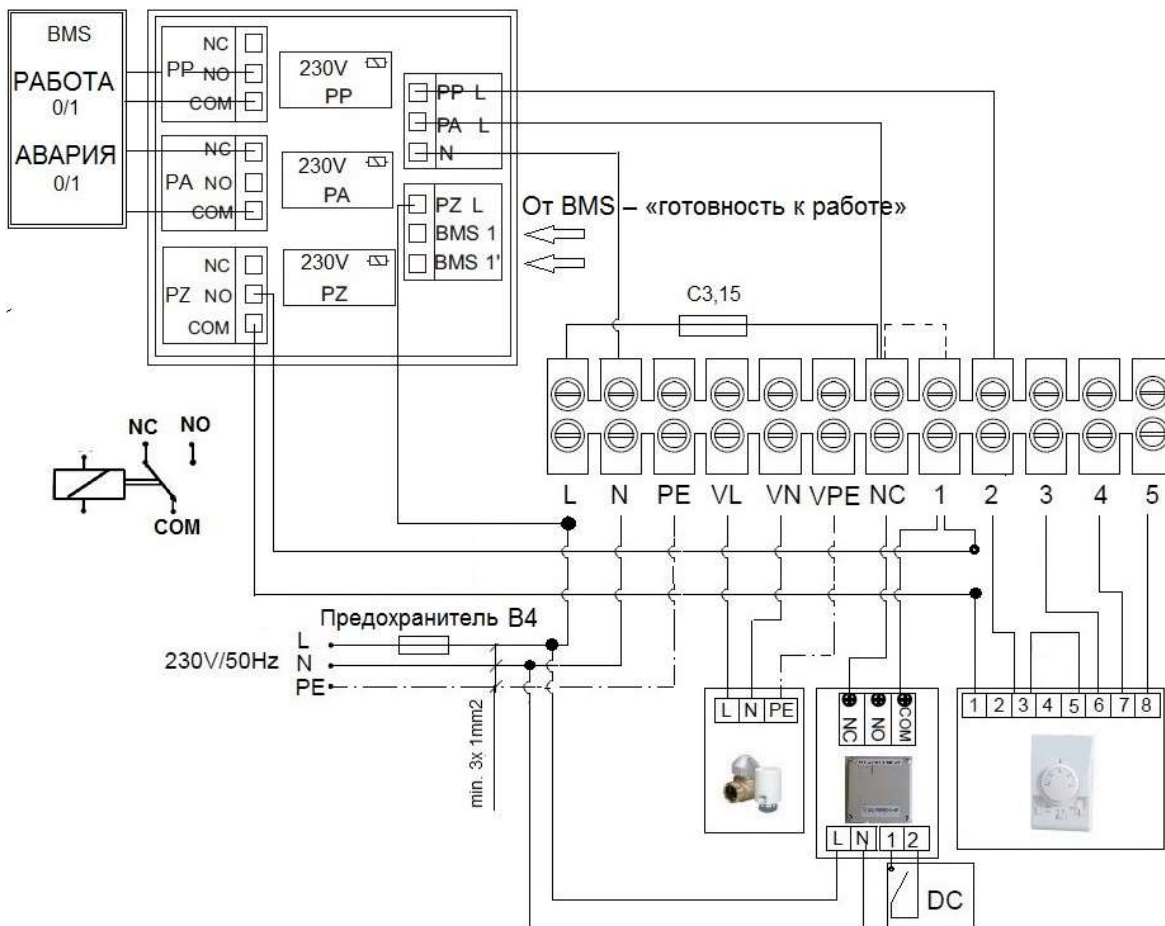 BMS
РАБОТА
0/1
АВАРИЯ
0/1
PP
NC
NO
COM
230V
PP
PA
NC
NO
COM
230V
PA
PZ
NC
NO
COM
230V
PZ
PP L
PA L
N
PZ L
BMS 1
BMS 1'
От BMS – «готовность к работе»
C3,15
NC NO
COM
L N PE VL VN VPE NC 1 2 3 4 5
Предохранитель B4
230V/50Hz
L
N
PE
min. 3x 1mm2
L N PE
NC NO COM
L N 1 2
DC
1 2 3 4 5 6 7 8